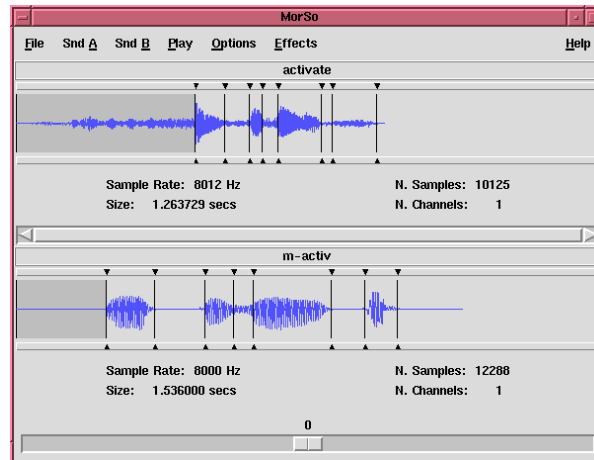 MorSo
File Snd A Snd B Play Options Effects Help
activate
Sample Rate: 8012 Hz N. Samples: 10125
Size: 1.263729 secs N. Channels: 1
m-activ
Sample Rate: 8000 Hz N. Samples: 12288
Size: 1.536000 secs N. Channels: 1
0